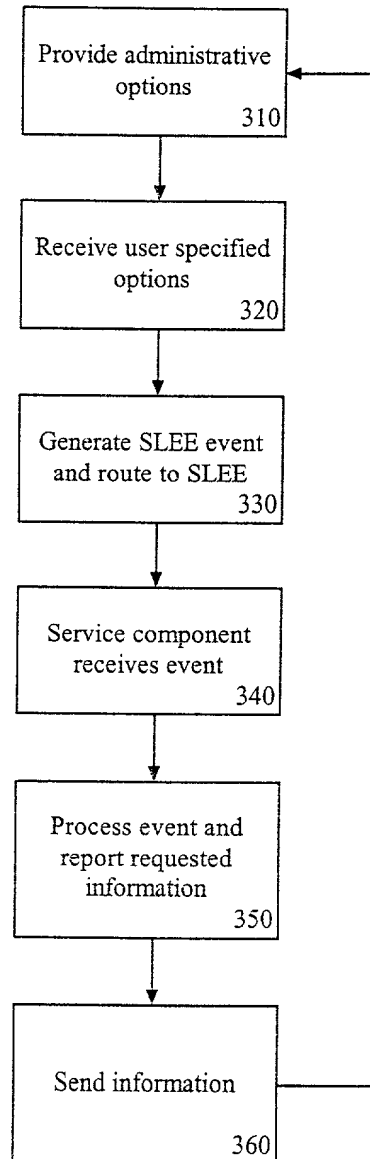 Provide administrative
options
310
Receive user specified
options
320
Generate SLEE event
and route to SLEE
330
Service component
receives event
340
Process event and
report requested
information
350
Send information
360